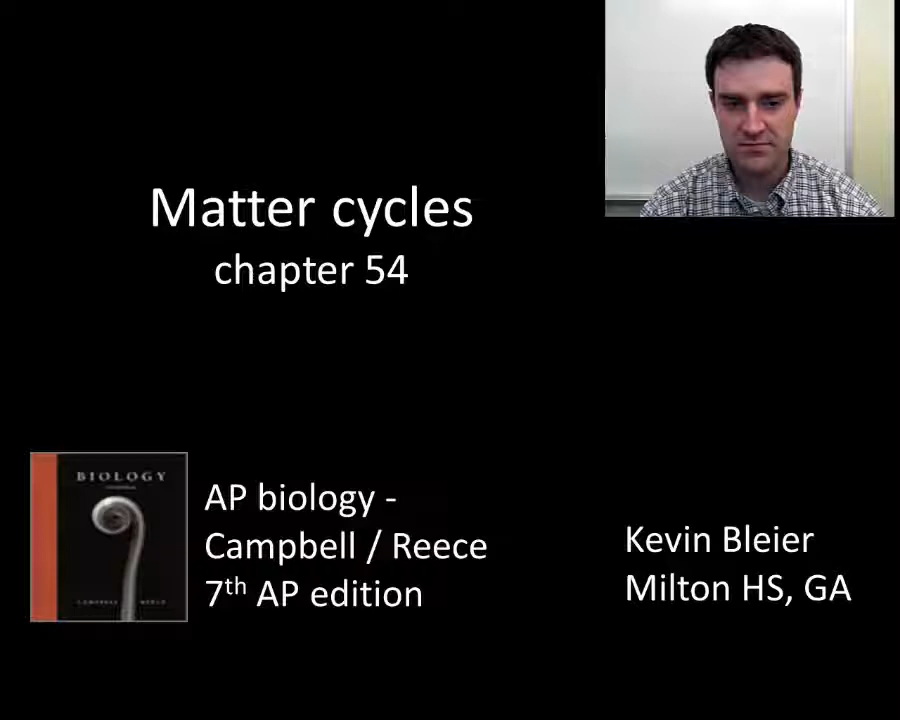 Matter cycles
chapter 54
BIOLOGY
AP biology -
Campbell / Reece
7th AP edition
Kevin Bleier
Milton HS, GA